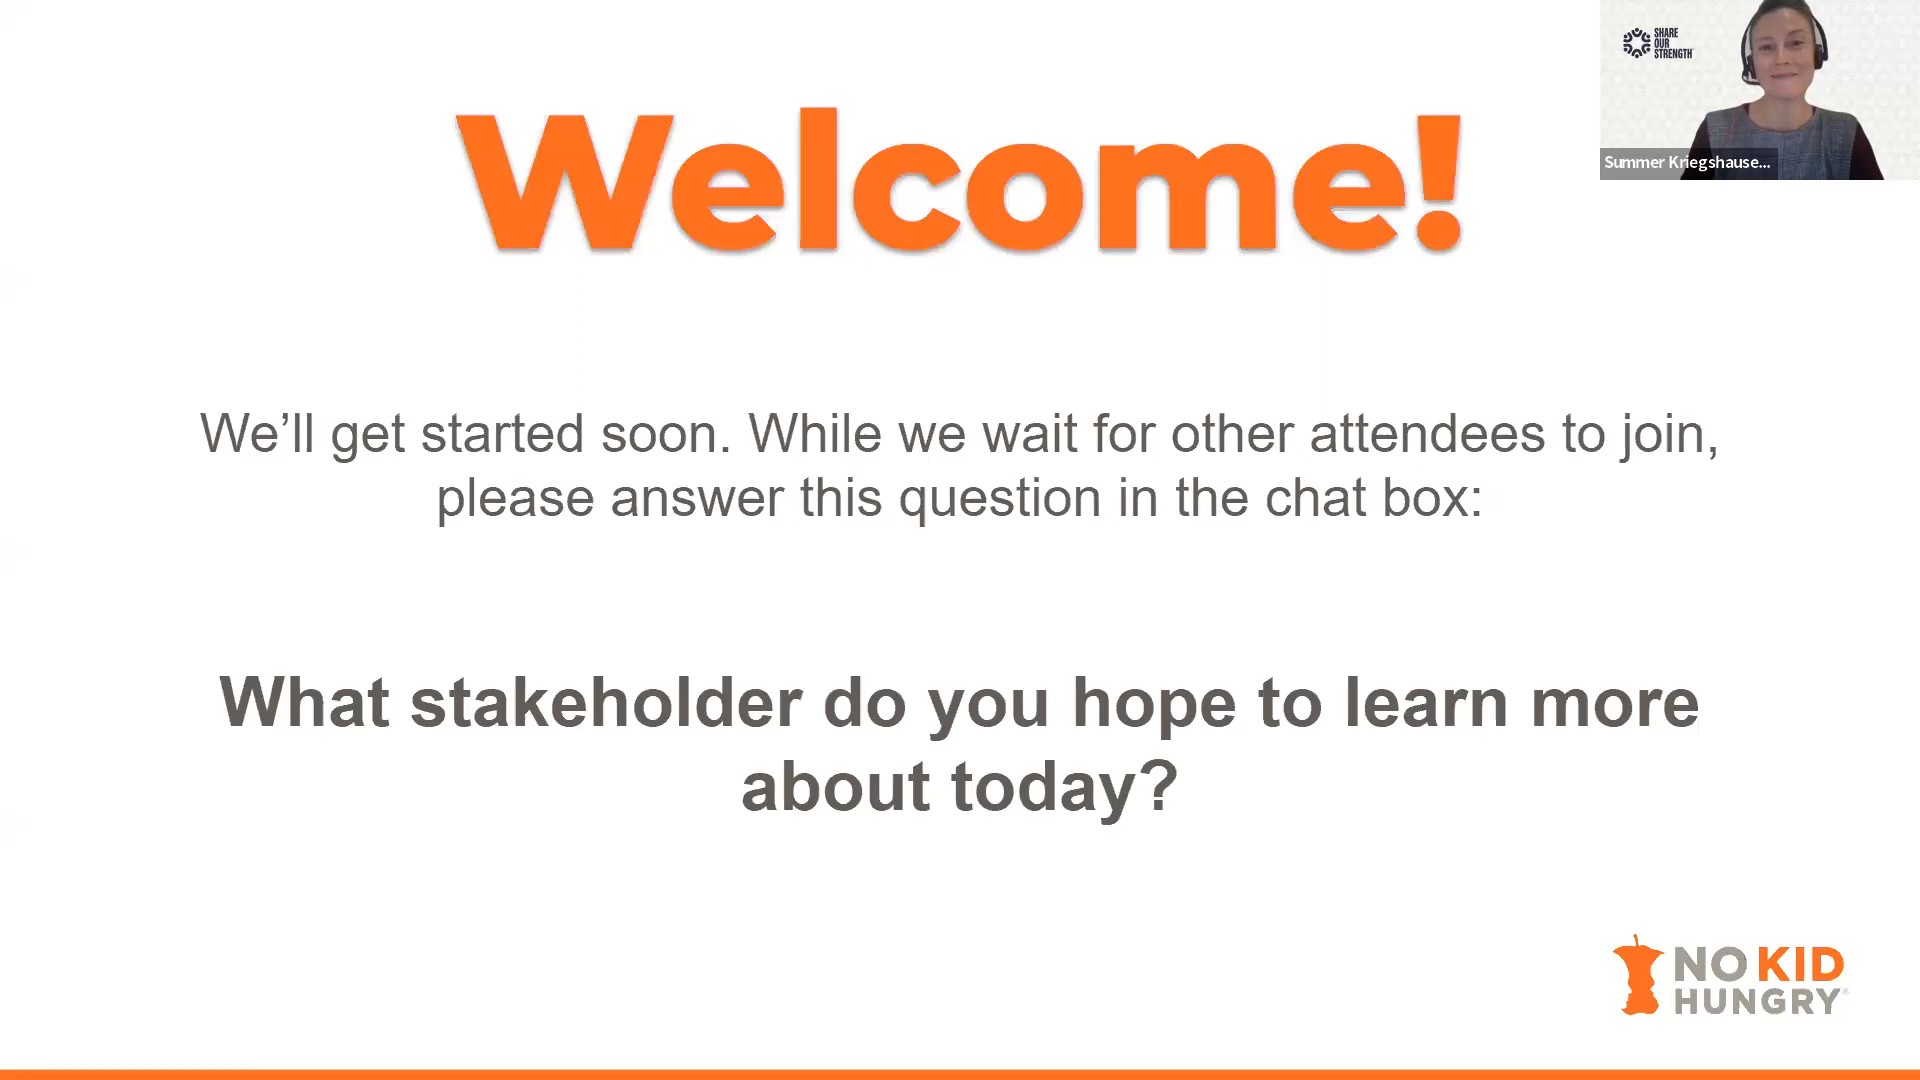 Welcome!
SHARE
OUR
STRENGTH
Summer Kriegshause...
We’ll get started soon. While we wait for other attendees to join,
please answer this question in the chat box:
What stakeholder do you hope to learn more
about today?
NO KID
HUNGRY